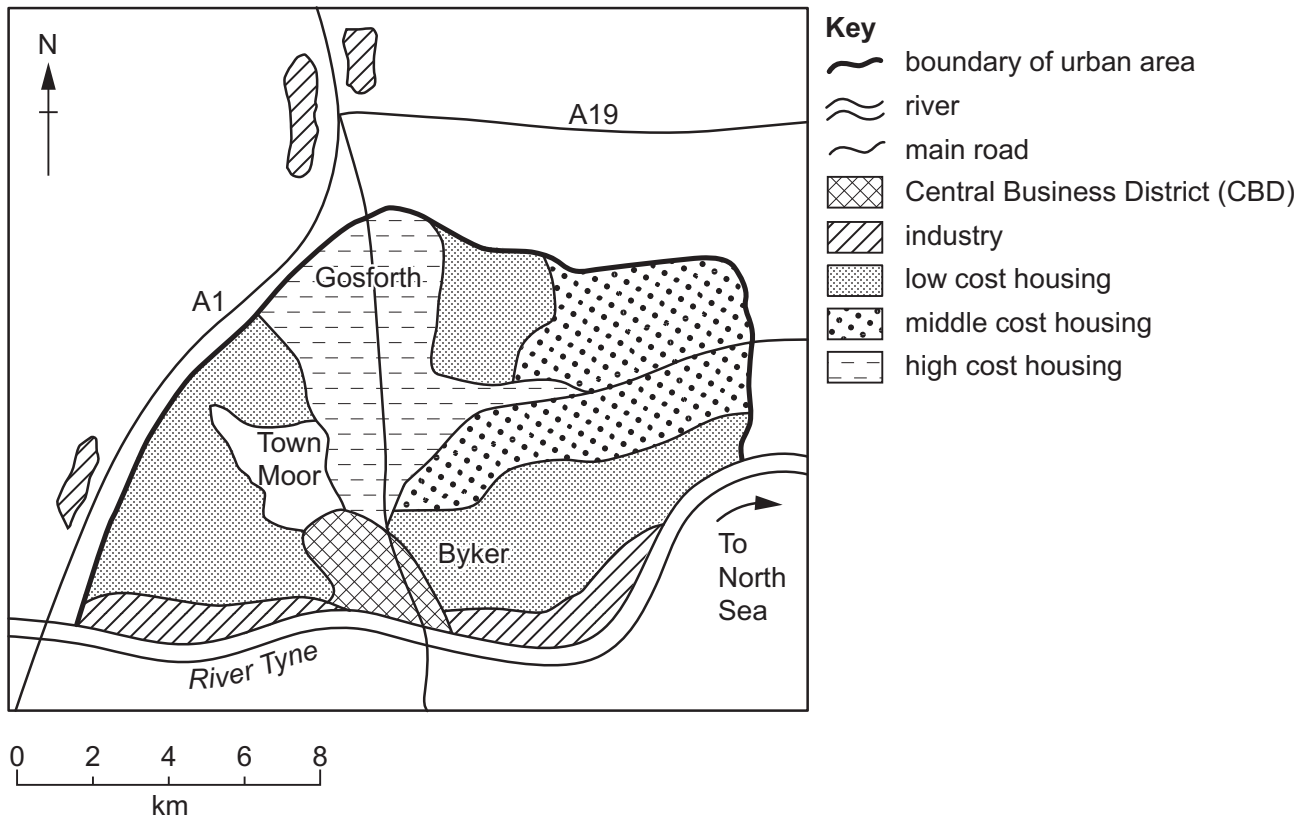 N
A19
Gosforth
A1
Town
Moor
Byker
To
North
Sea
River Tyne
0 2 4 6 8
km
Key
boundary of urban area
river
main road
Central Business District (CBD)
industry
low cost housing
middle cost housing
high cost housing